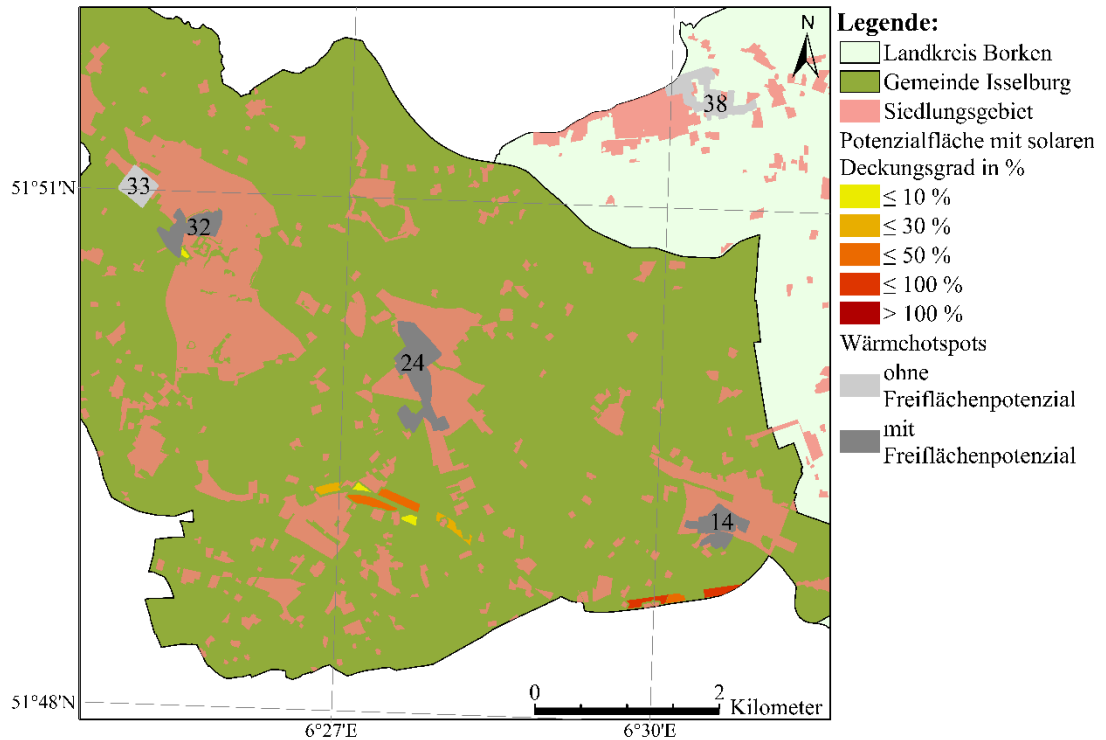 N
38
51°51'N
33
32
24
14
51°48'N
0
2
Kilometer
6°27'E
6°30'E
Legende:
Landkreis Borken
Gemeinde Isselburg
Siedlungsgebiet
Potenzialfläche mit solaren
Deckungsgrad in %
≤ 10 %
≤ 30 %
≤ 50 %
≤ 100 %
> 100 %
Wärmehotspots
ohne
Freiflächenpotenzial
mit
Freiflächenpotenzial